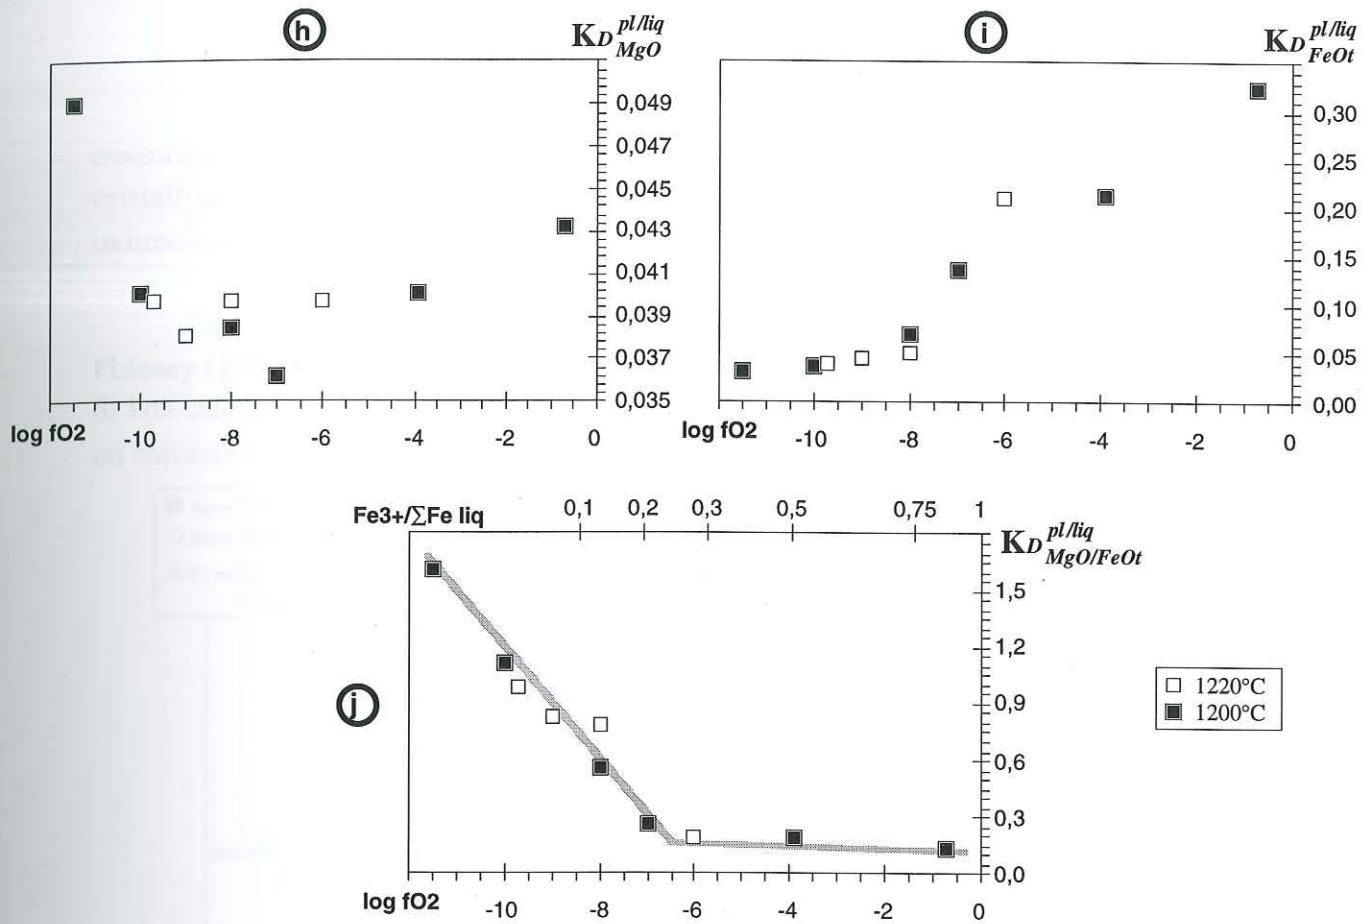 h
K_D pl/liq MgO
0,049
0,047
0,045
0,043
0,041
0,039
0,037
0,035
log fO2 -10 -8 -6 -4 -2 0
i
K_D pl/liq FeOt
0,30
0,25
0,20
0,15
0,10
0,05
0,00
log fO2 -10 -8 -6 -4 -2 0
j
Fe3+/∑Fe liq 0,1 0,2 0,3 0,5 0,75 1
K_D pl/liq MgO/FeOt
1,5
1,2
0,9
0,6
0,3
0,0
log fO2 -10 -8 -6 -4 -2 0
1220°C
1200°C